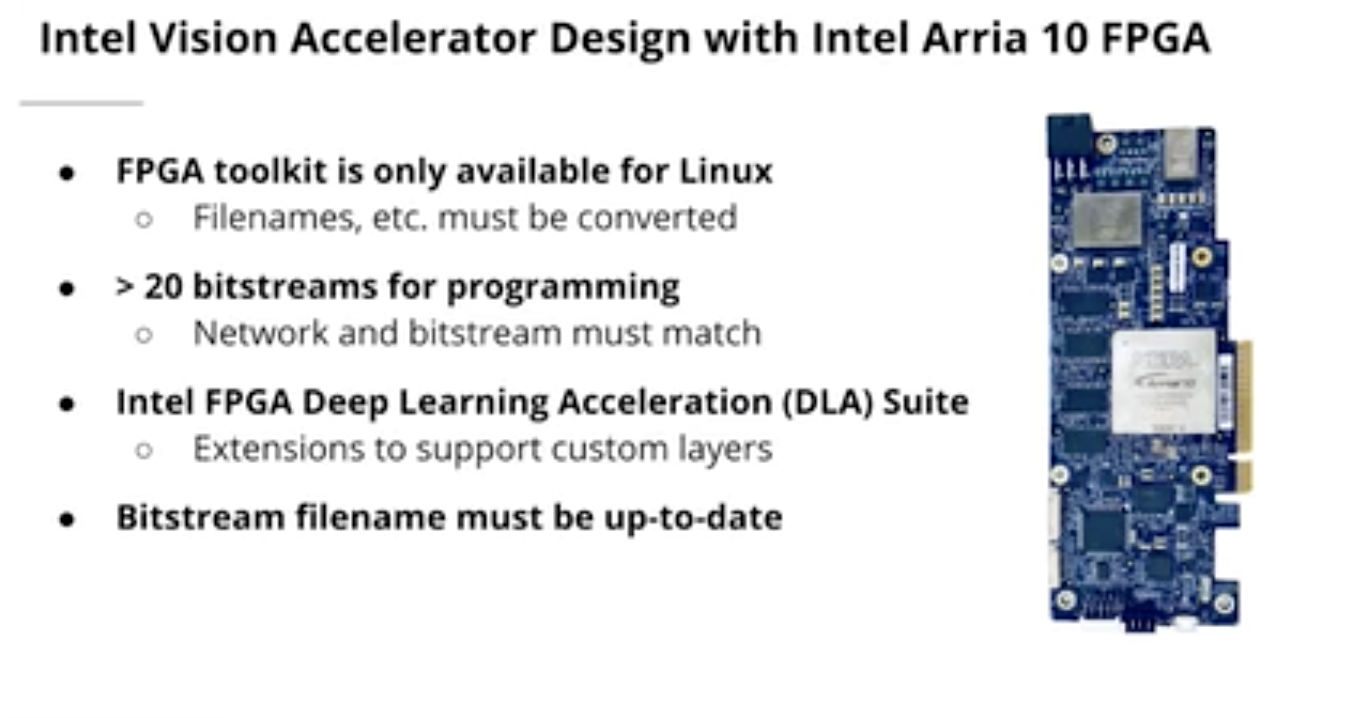 Intel Vision Accelerator Design with Intel Arria 10 FPGA
● FPGA toolkit is only available for Linux
○ Filenames, etc. must be converted
● > 20 bitstreams for programming
○ Network and bitstream must match
● Intel FPGA Deep Learning Acceleration (DLA) Suite
○ Extensions to support custom layers
● Bitstream filename must be up-to-date